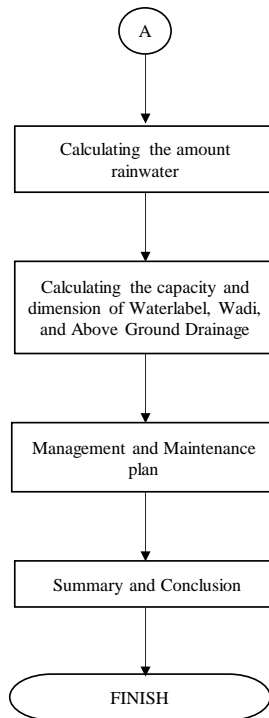 A
Calculating the amount
rainwater
Calculating the capacity and
dimension of Waterlabel, Wadi,
and Above Ground Drainage
Management and Maintenance
plan
Summary and Conclusion
FINISH